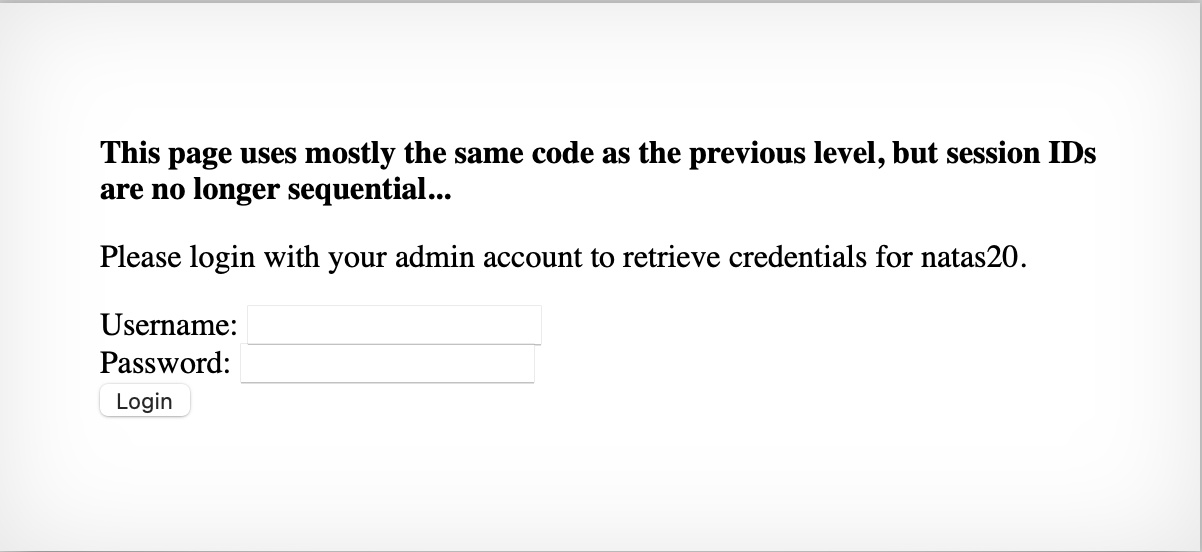 This page uses mostly the same code as the previous level, but session IDs
are no longer sequential...
Please login with your admin account to retrieve credentials for natas20.
Username:
Password:
Login